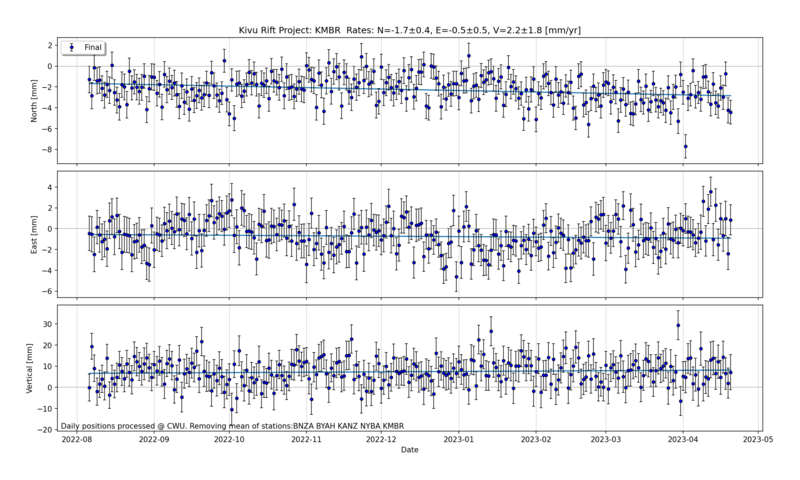 Kivu Rift Project: KMBR Rates: N=-1.7±0.4, E=-0.5±0.5, V=2.2±1.8 [mm/yr]
Final
North [mm]
2
0
−2
−4
−6
−8
East [mm]
4
2
0
−2
−4
−6
Vertical [mm]
30
20
10
0
−10
−20
Daily positions processed @ CWU. Removing mean of stations:BNZA BYAH KANZ NYBA KMBR
2022-08 2022-09 2022-10 2022-11 2022-12 2023-01 2023-02 2023-03 2023-04 2023-05
Date